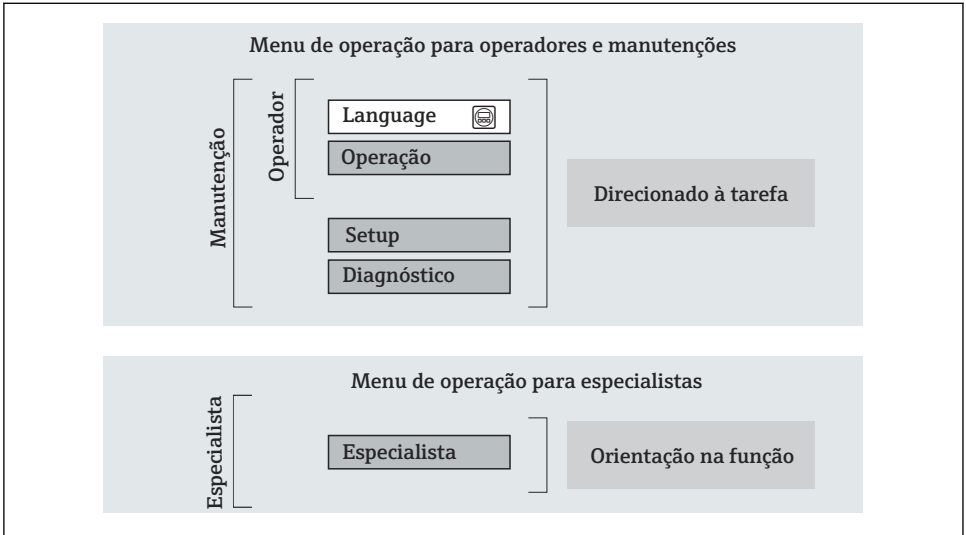 Menu de operação para operadores e manutenções
Manutenção
Operador
Language
Operação
Setup
Diagnóstico
Direcionado à tarefa
Menu de operação para especialistas
Especialista
Especialista
Orientação na função